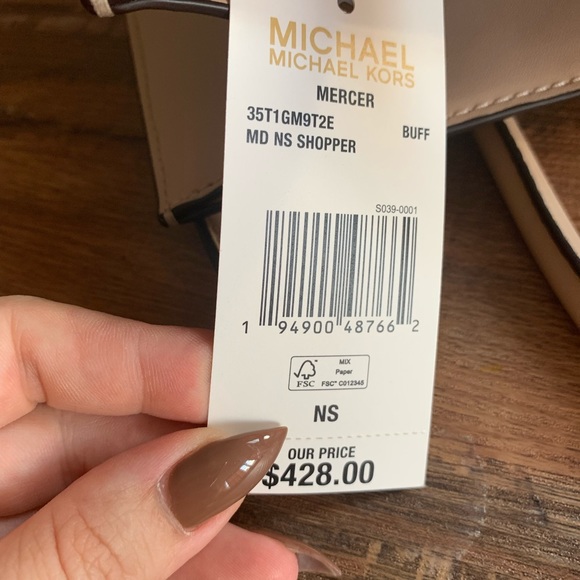 MICHAEL
MICHAEL KORS
MERCER
35T1GM9T2E
MD NS SHOPPER BUFF
S039-0001
1 94900 48766 2
FSC
MIX
Paper
FSC® C012345
NS
OUR PRICE
$428.00